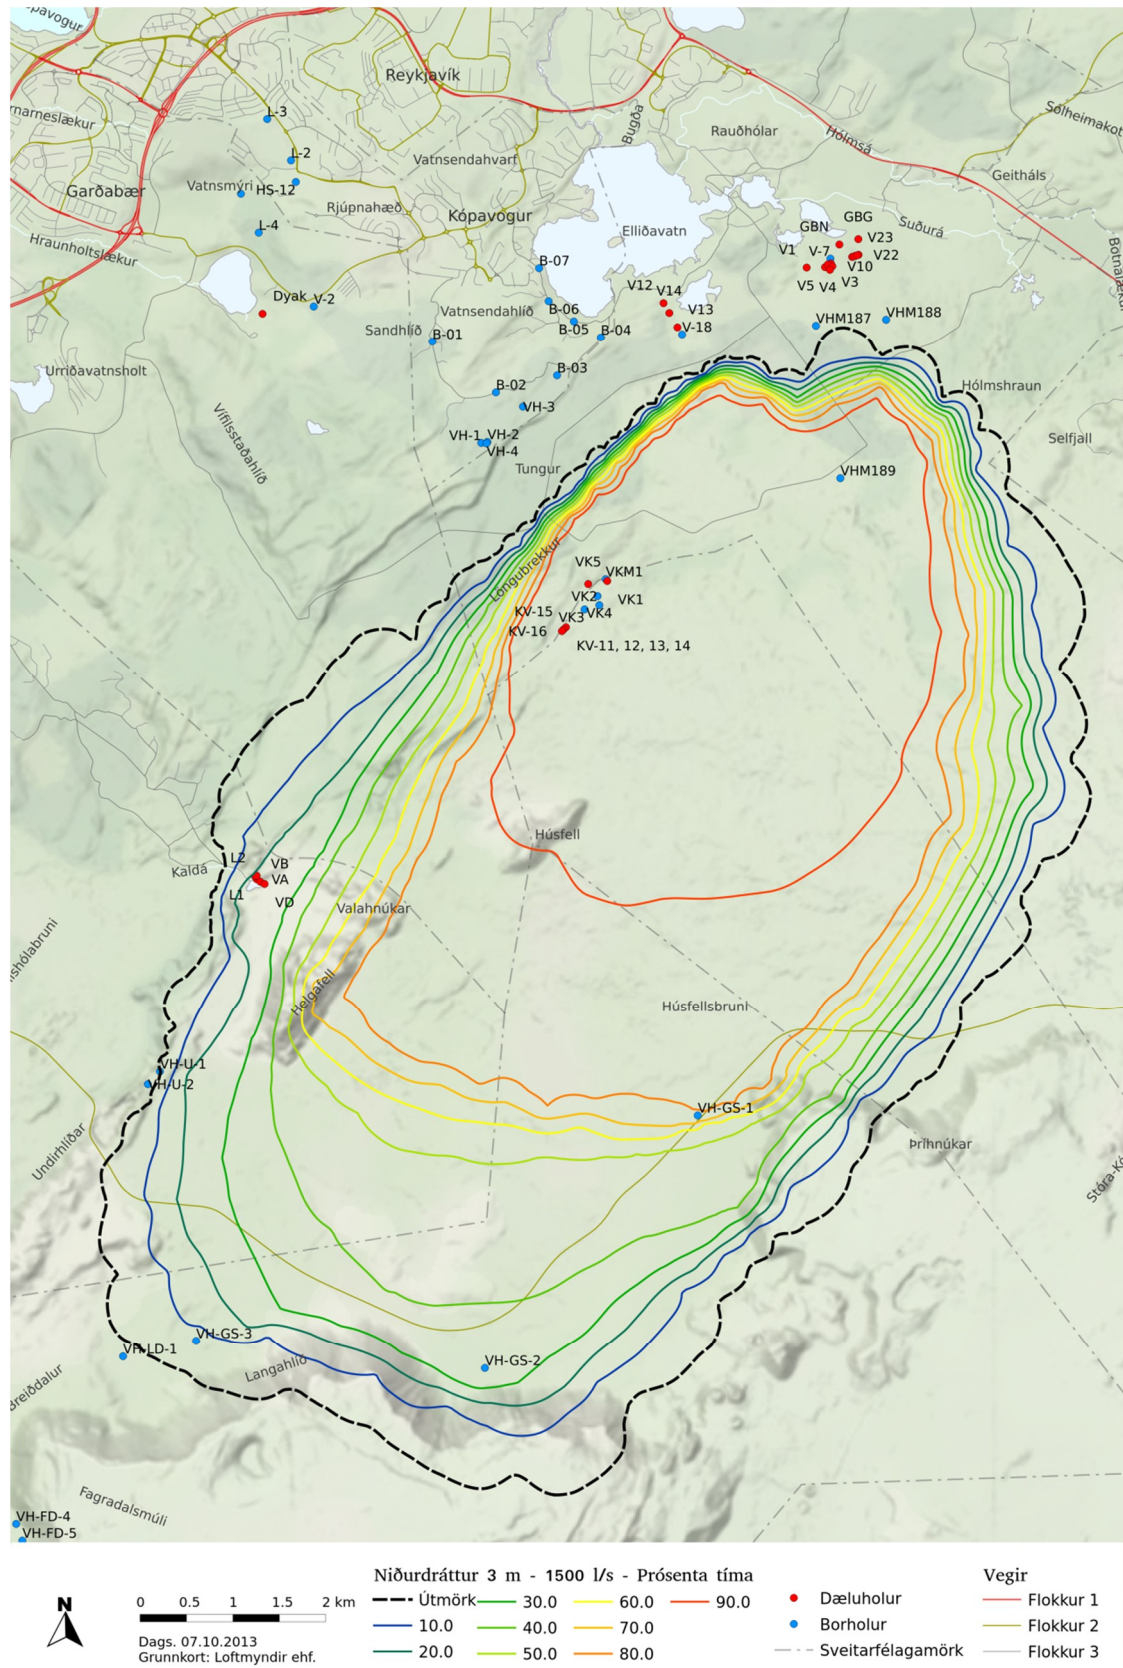 Reykjavík
L-3
Bugða
Sólheimakot
Rauðhólar
Hólmsá
L-2
Vatnsendahvarf
Geitháls
Garðabær
Vatnsmýri
HS-12
Rjúpnahæð
Kópavogur
GBG
GBN
Suðurá
L-4
Elliðavatn
V23
Hraunholtslækur
V1
V-7
V22
B-07
V10
V5 V4 V3
Dyak
V-2
V12
V14
B-06
Vatnsendahlíð
V13
Sandhlíð
B-05
B-04
V-18
VHM187
VHM188
B-01
Urriðavatnsholt
B-03
B-02
Hólmshraun
VH-3
Vífilsstaðahlíð
VH-1
VH-2
VH-4
Selfjall
Tungur
VHM189
Löngubrekkur
VK5
VKM1
VK2
VK1
KV-15
VK3
VK4
KV-16
KV-11, 12, 13, 14
Húsfell
L2
VB
Kaldá
VA
L1
VD
Valahnúkar
Helgafell
Húsfellsbruni
VH-U-1
VH-U-2
VH-GS-1
Undirhlíðar
Þríhnúkar
VH-GS-3
VH-LD-1
VH-GS-2
Langahlíð
Breiðdalur
Fagradalsmúli
VH-FD-4
VH-FD-5
Niðurdráttur 3 m - 1500 l/s - Prósenta tíma
Vegir
N
0 0.5 1 1.5 2 km
Útmörk
30.0
60.0
90.0
Dæluholur
Flokkur 1
10.0
40.0
70.0
Borholur
Flokkur 2
20.0
50.0
80.0
Sveitarfélagamörk
Flokkur 3
Dags. 07.10.2013
Grunnkort: Loftmyndir ehf.